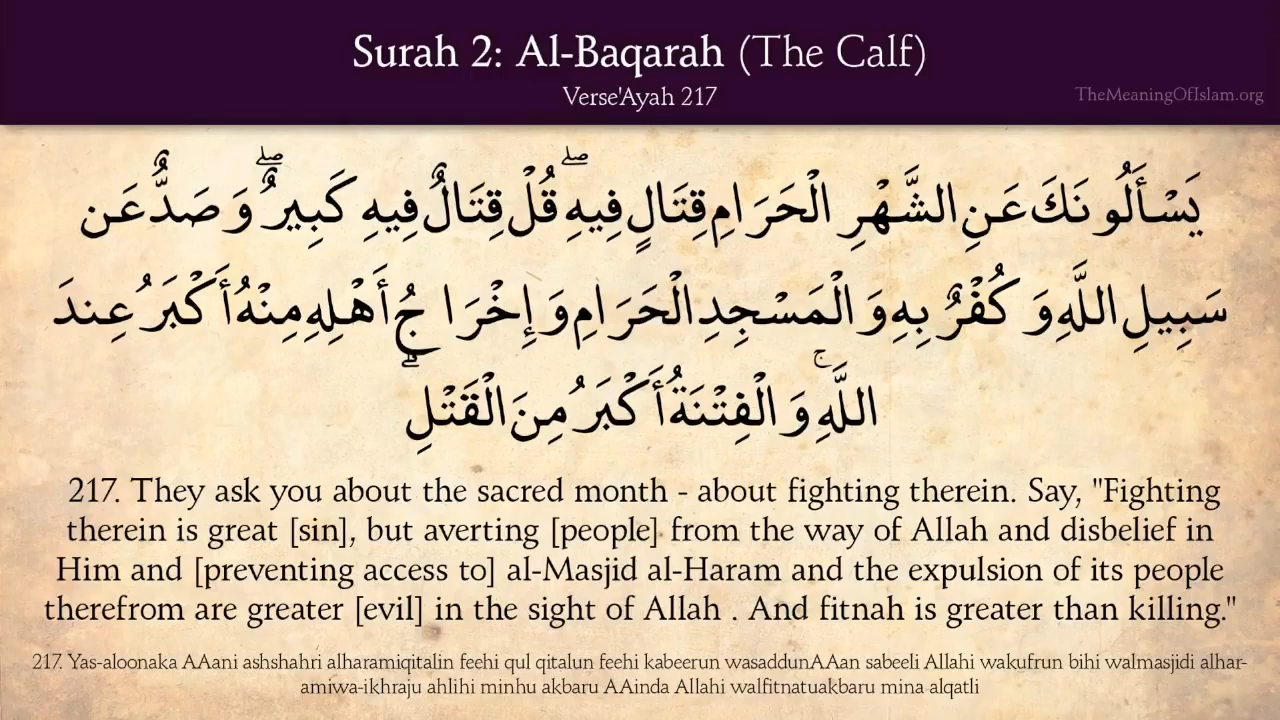 Surah 2: Al-Baqarah (The Calf)
Verse'Ayah 217
TheMeaningOfIslam.org
يَسْأَلُونَكَ عَنِ الشَّهْرِ الْحَرَامِ قِتَالٍ فِيهِ ۖ قُلْ قِتَالٌ فِيهِ كَبِيرٌ ۖ وَصَدٌّ عَن
سَبِيلِ اللَّهِ وَكُفْرٌ بِهِ وَالْمَسْجِدِ الْحَرَامِ وَإِخْرَاجُ أَهْلِهِ مِنْهُ أَكْبَرُ عِندَ
اللَّهِ ۚ وَالْفِتْنَةُ أَكْبَرُ مِنَ الْقَتْلِ ۗ
217. They ask you about the sacred month - about fighting therein. Say, "Fighting
therein is great [sin], but averting [people] from the way of Allah and disbelief in
Him and [preventing access to] al-Masjid al-Haram and the expulsion of its people
therefrom are greater [evil] in the sight of Allah . And fitnah is greater than killing."
217. Yas-aloonaka AAani ashshahri alharamiqitalin feehi qul qitalun feehi kabeerun wasaddunAAan sabeeli Allahi wakufrun bihi walmasjidi alhar-
amiwa-ikhraju ahlihi minhu akbaru AAinda Allahi walfitnatuakbaru mina alqatli